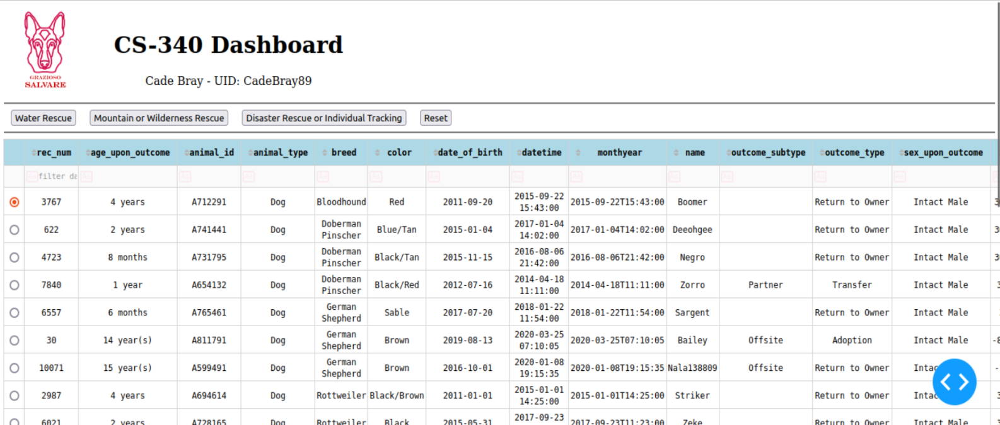 GRAZIOSO
SALVARE
CS-340 Dashboard
Cade Bray - UID: CadeBray89
Water Rescue Mountain or Wilderness Rescue Disaster Rescue or Individual Tracking Reset
rec_num age_upon_outcome animal_id animal_type breed color date_of_birth datetime monthyear name outcome_subtype outcome_type sex_upon_outcome
filter da
3767 4 years A712291 Dog Bloodhound Red 2011-09-20 2015-09-22 15:43:00 2015-09-22T15:43:00 Boomer Return to Owner Intact Male
622 2 years A741441 Dog Doberman Pinscher Blue/Tan 2015-01-04 2017-01-04 14:02:00 2017-01-04T14:02:00 Deeohgee Return to Owner Intact Male
4723 8 months A731795 Dog Doberman Pinscher Black/Tan 2015-11-15 2016-08-06 21:42:00 2016-08-06T21:42:00 Negro Return to Owner Intact Male
7840 1 year A654132 Dog Doberman Pinscher Black/Red 2012-07-16 2014-04-18 11:11:00 2014-04-18T11:11:00 Zorro Partner Transfer Intact Male
6557 6 months A765461 Dog German Shepherd Sable 2017-07-20 2018-01-22 11:54:00 2018-01-22T11:54:00 Sargent Return to Owner Intact Male
30 14 year(s) A811791 Dog German Shepherd Brown 2019-08-13 2020-03-25 07:10:05 2020-03-25T07:10:05 Bailey Offsite Adoption Intact Male
10071 15 year(s) A599491 Dog German Shepherd Brown 2016-10-01 2020-01-08 19:15:35 2020-01-08T19:15:35 Nala138809 Offsite Return to Owner Intac
2987 4 years A694614 Dog Rottweiler Black/Brown 2011-01-01 2015-01-01 14:25:00 2015-01-01T14:25:00 Striker Return to Owner Intac
6021 2 years A728165 Dog Rottweiler Black 2015-05-31 2017-09-23 2017-09-23T11:23:00 Zeke Return to Owner Intact Male